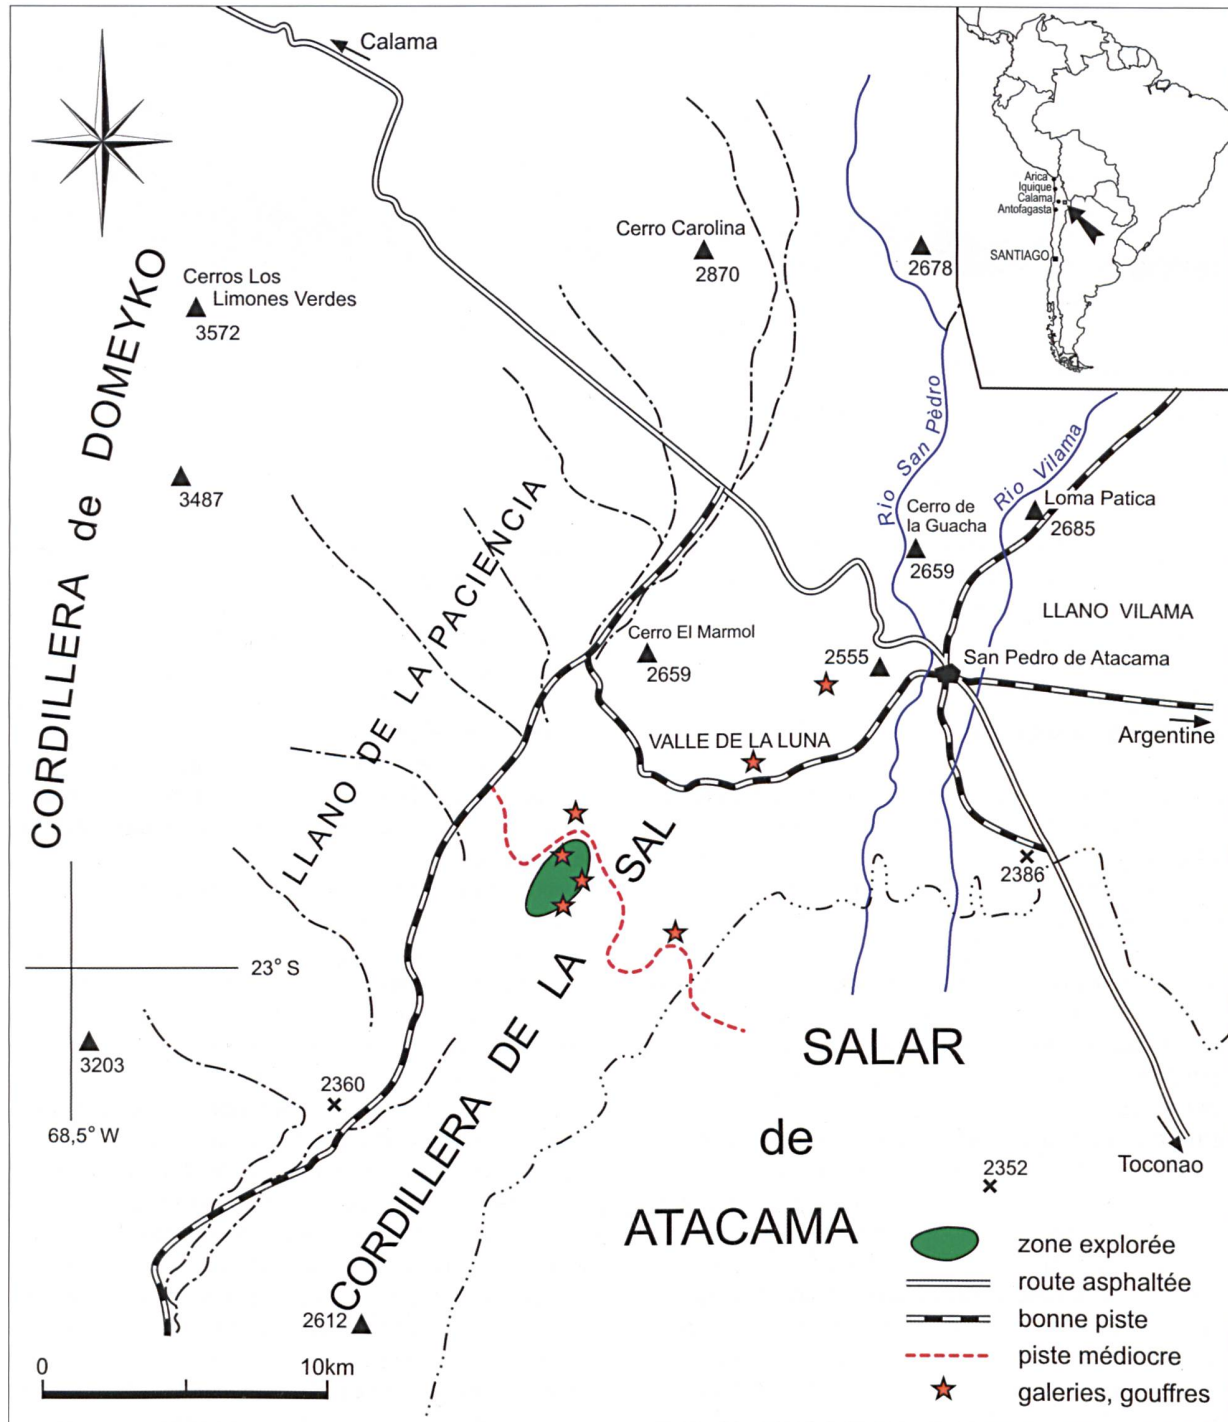 Calama
Arica
Iquique
Calama
Antofagasta
SANTIAGO
Cerro Carolina
2870
2678
Cerros Los
Limones Verdes
3572
CORDILLERA de DOMEYKO
3487
Rio San Pèdro
Rio Vilama
Loma Patica
2685
Cerro de
la Guacha
2659
LLANO DE LA PACIENCIA
LLANO VILAMA
Cerro El Marmol
2659
2555
San Pedro de Atacama
VALLE DE LA LUNA
Argentine
2386
CORDILLERA DE LA SAL
23° S
3203
68,5° W
2360
SALAR
de
ATACAMA
Toconao
2352
2612
zone explorée
route asphaltée
bonne piste
piste médiocre
galeries, gouffres
0 10km